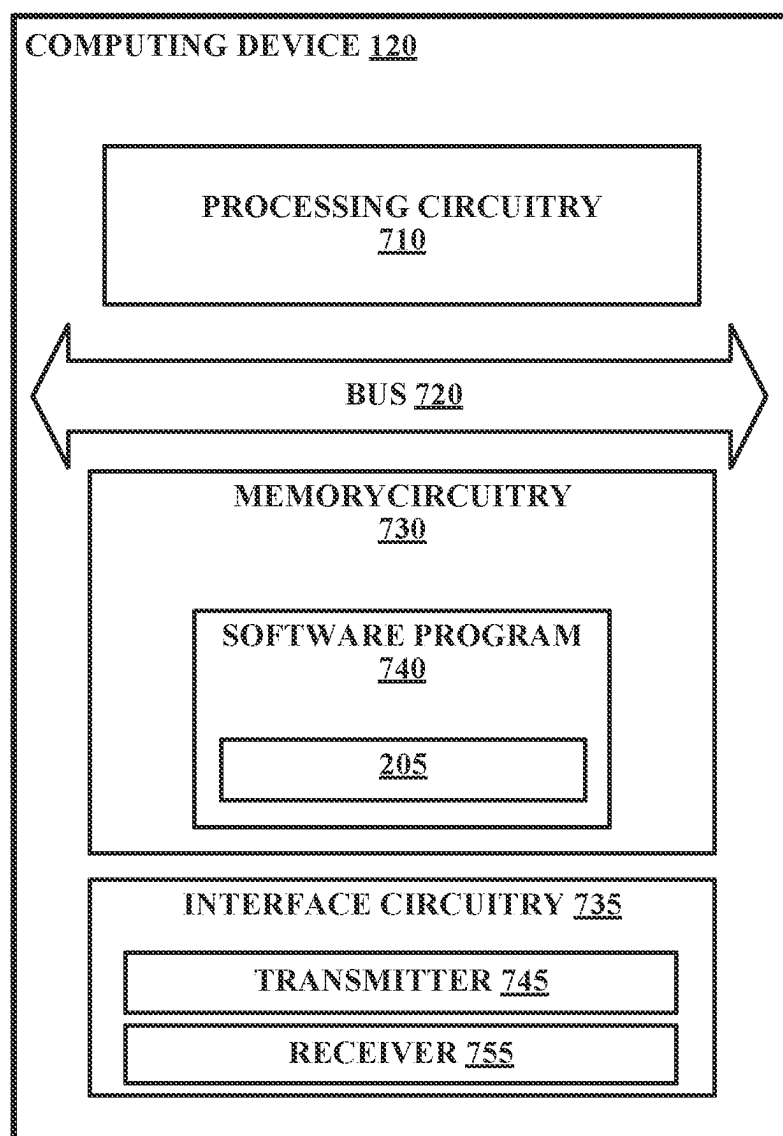 COMPUTING DEVICE 120
PROCESSING CIRCUITRY
710
BUS 720
MEMORYCIRCUITRY
730
SOFTWARE PROGRAM
740
205
INTERFACE CIRCUITRY 735
TRANSMITTER 745
RECEIVER 755